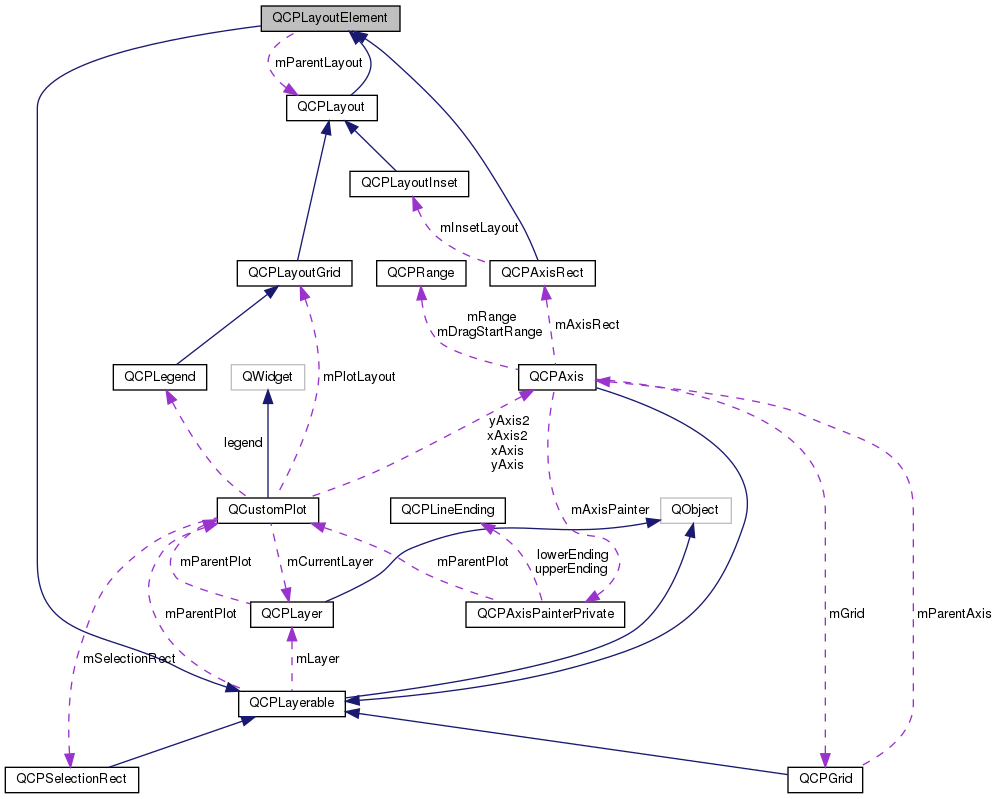 QCPLayoutElement
mParentLayout
QCPLayout
QCPLayoutInset
mInsetLayout
QCPLayoutGrid
QCPRange
QCPAxisRect
mRange
mDragStartRange
mAxisRect
QCPLegend
QWidget
mPlotLayout
QCPAxis
legend
yAxis2
xAxis2
xAxis
yAxis
QCustomPlot
QCPLineEnding
mAxisPainter
QObject
mParentPlot
mCurrentLayer
mParentPlot
lowerEnding
upperEnding
mParentPlot
QCPLayer
QCPAxisPainterPrivate
mGrid
mParentAxis
mSelectionRect
mLayer
QCPLayerable
QCPSelectionRect
QCPGrid